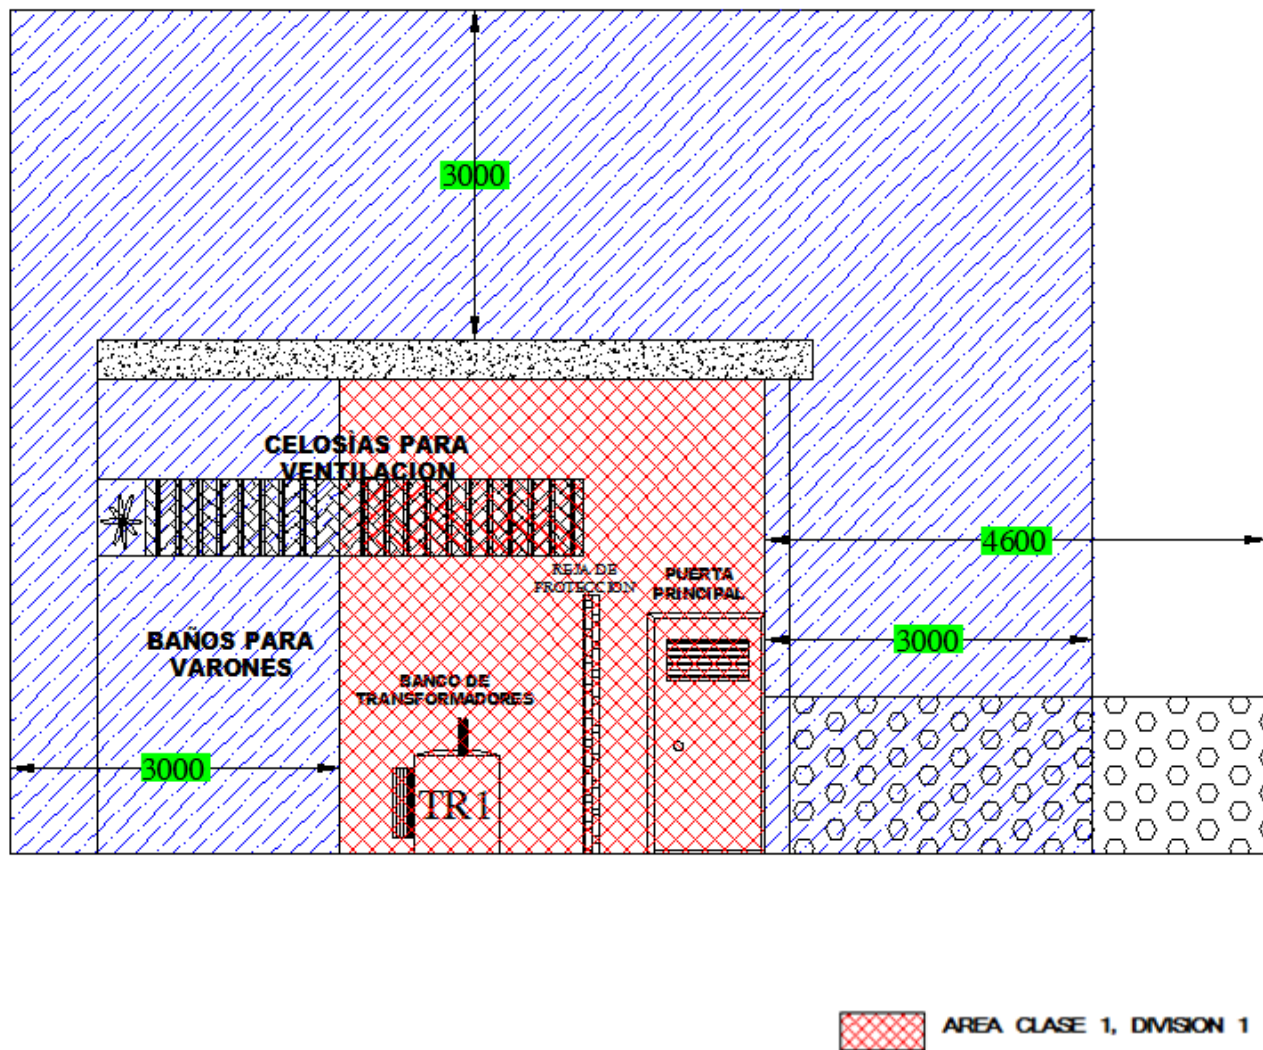 3000
CELOSÍAS PARA
VENTILACION
4600
REJA DE
PROTECCION
PUERTA
PRINCIPAL
3000
BAÑOS PARA
VARONES
BANCO DE
TRANSFORMADORES
3000
TR1
AREA CLASE 1, DIVISION 1